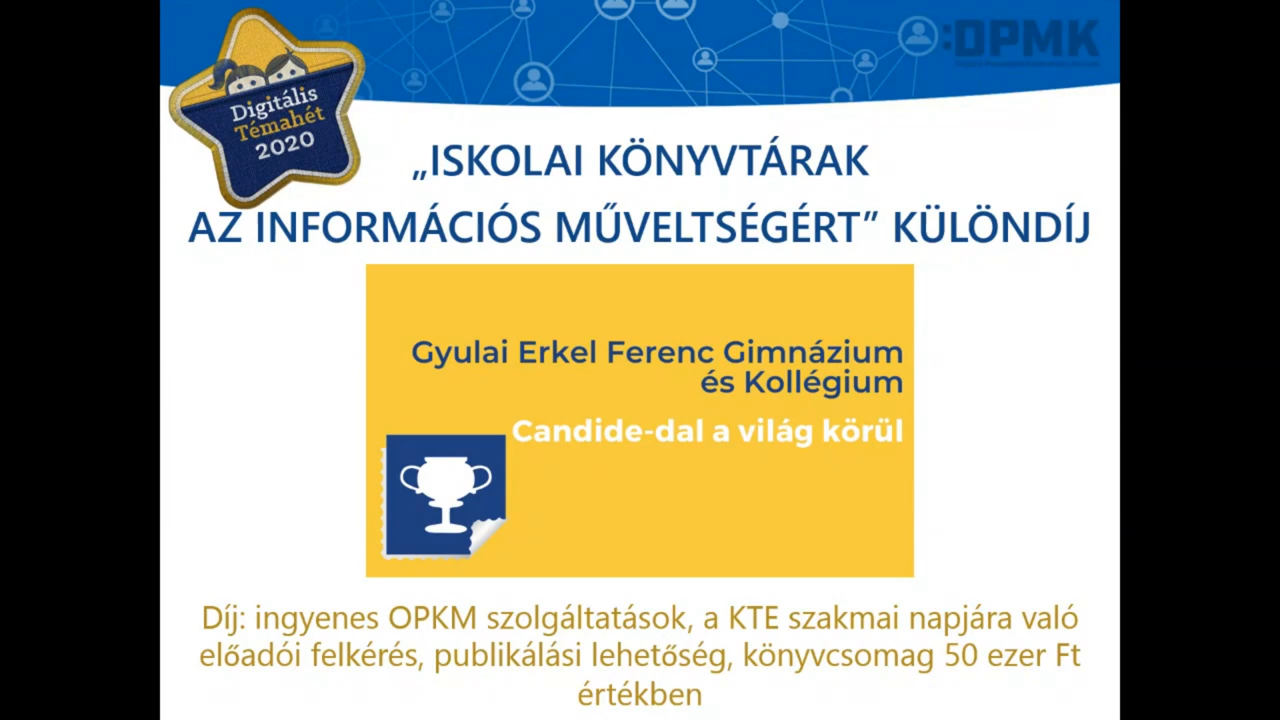 :OPMK
Digitális
Témahét
2020
„ISKOLAI KÖNYVTÁRAK
AZ INFORMÁCIÓS MŰVELTSÉGÉRT” KÜLÖNDÍJ
Gyulai Erkel Ferenc Gimnázium
és Kollégium
Candide-dal a világ körül
Díj: ingyenes OPKM szolgáltatások, a KTE szakmai napjára való
előadói felkérés, publikálási lehetőség, könyvcsomag 50 ezer Ft
értékben